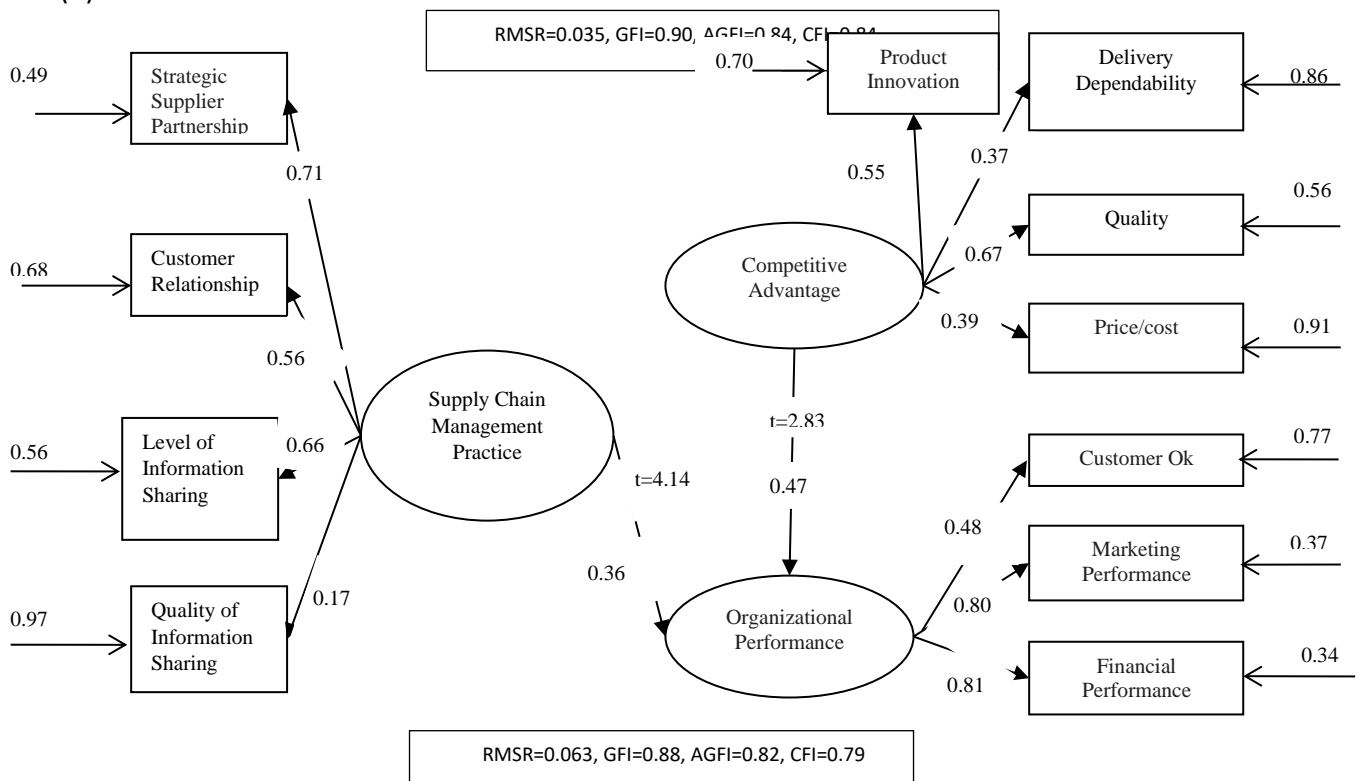 RMSR=0.035, GFI=0.90, AGFI=0.84, CFI=0.84
0.49
Strategic
Supplier
Partnership
0.70
Product
Innovation
Delivery
Dependability
0.86
0.71
0.55
0.37
0.68
Customer
Relationship
0.56
Competitive
Advantage
0.67
Quality
0.56
0.39
Price/cost
0.91
0.56
Level of
Information
Sharing
0.66
Supply Chain
Management
Practice
t=4.14
t=2.83
0.47
Customer Ok
0.77
0.48
0.97
Quality of
Information
Sharing
0.17
0.36
Organizational
Performance
0.80
Marketing
Performance
0.37
0.81
Financial
Performance
0.34
RMSR=0.063, GFI=0.88, AGFI=0.82, CFI=0.79